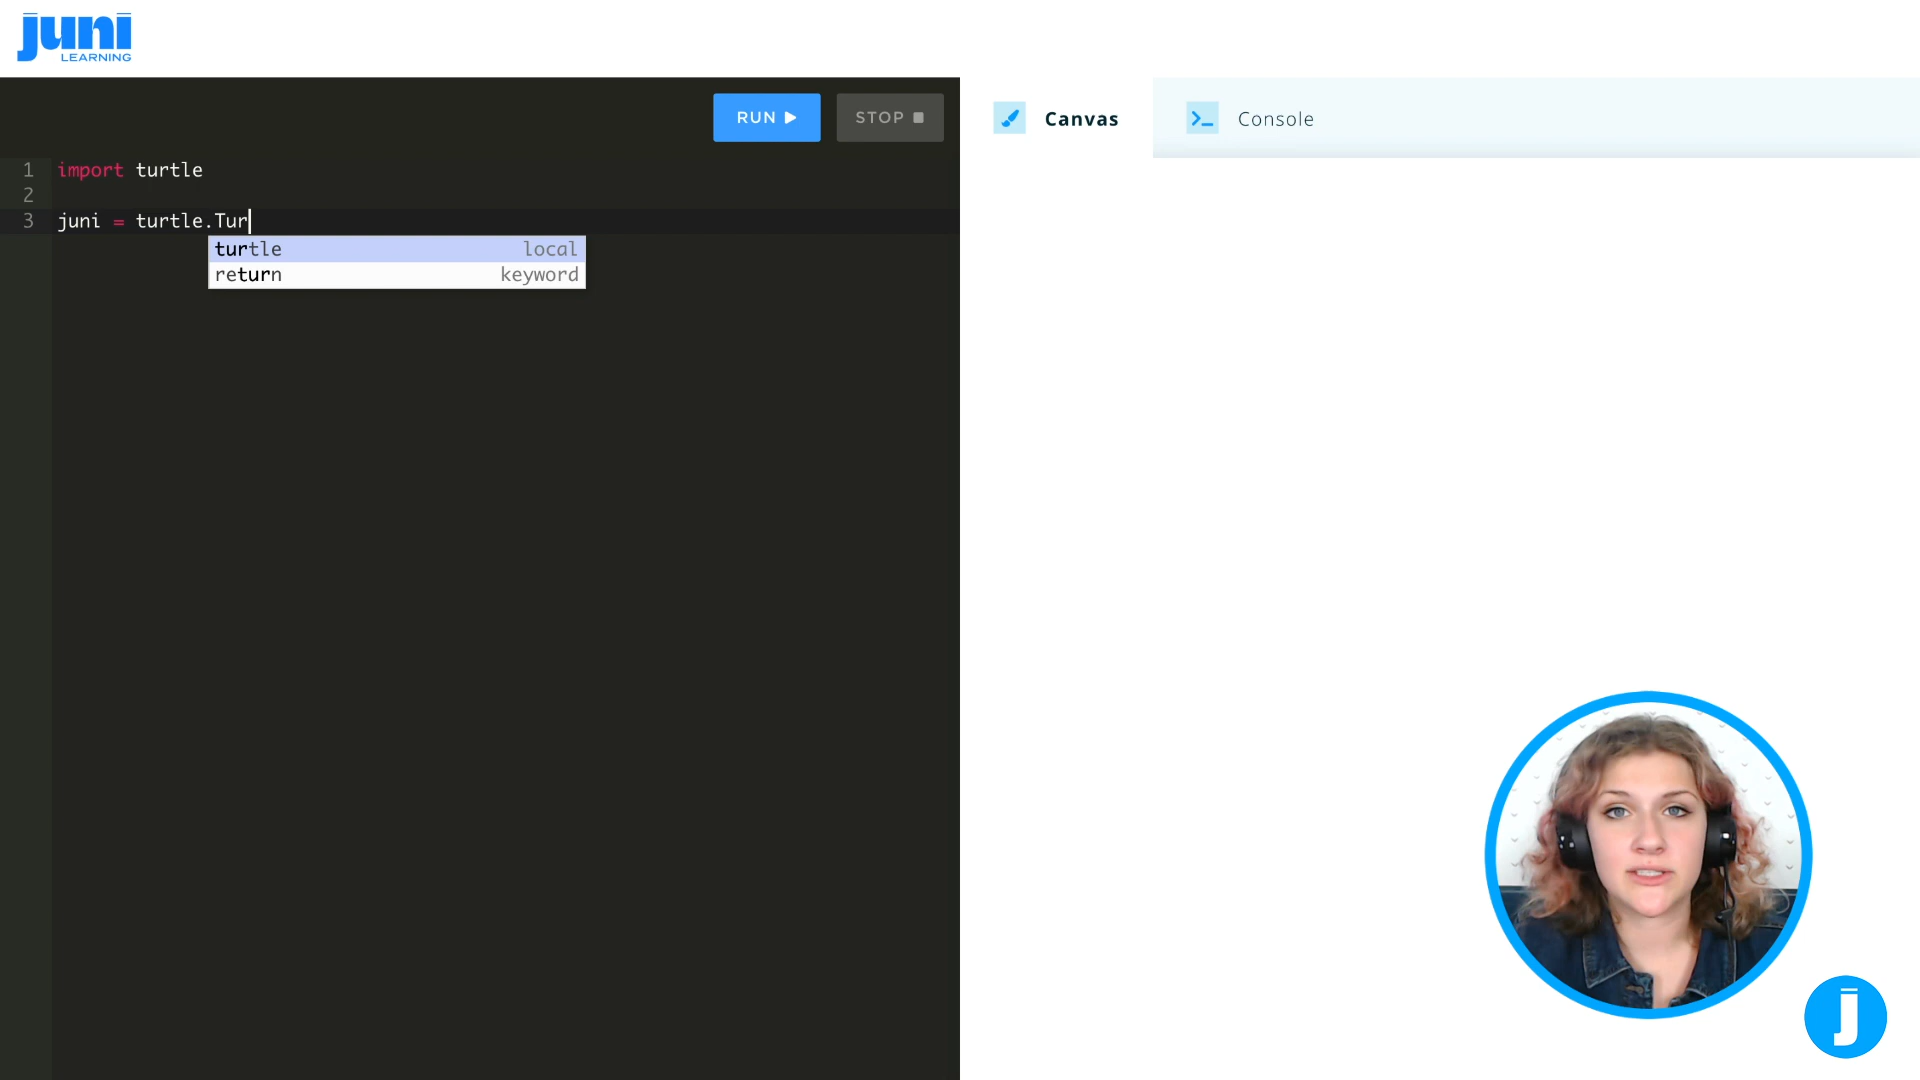 juni
LEARNING
RUN
STOP
Canvas
Console
1 import turtle
2
3 juni = turtle.Tur
turtle local
return keyword
J